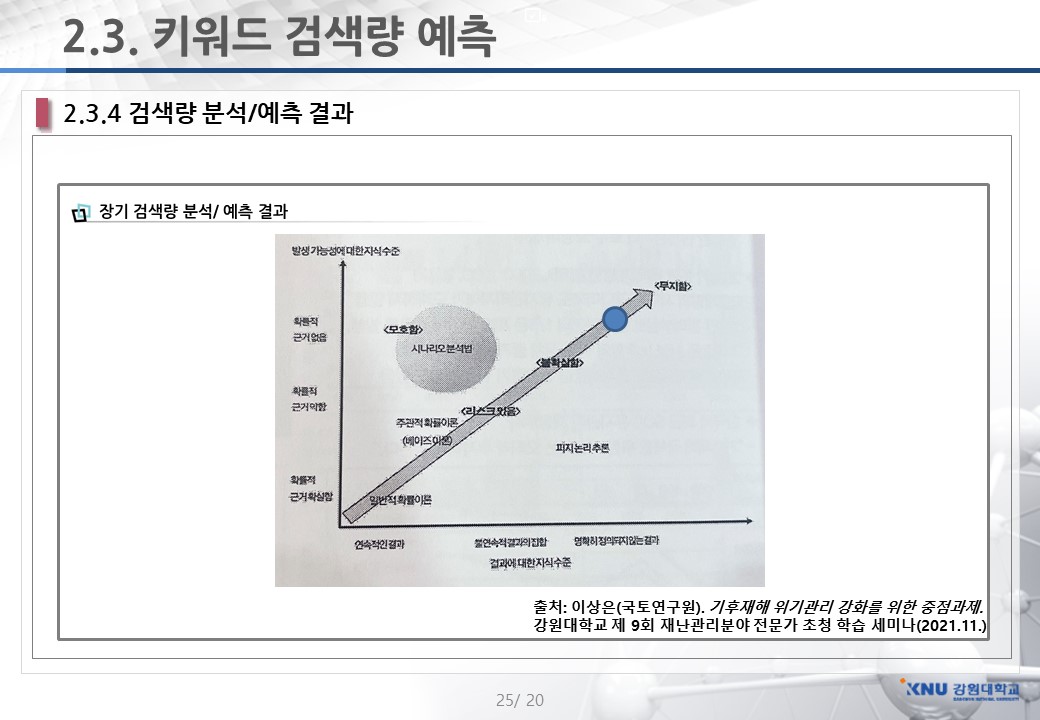 2.3. 키워드 검색량 예측
2.3.4 검색량 분석/예측 결과
장기 검색량 분석/ 예측 결과
발생 가능성에 대한 지식 수준
<무지함>
확률적
근거 없음
<모호함>
시나리오 분석법
<불확실함>
확률적
근거 약함
<리스크 있음>
주관적 확률이론
(베이즈 이론)
퍼지 논리 추론
확률적
근거 확실함
일반적 확률이론
연속적인 결과
불연속적 결과의 집합
명확히 정의되지 않는 결과
결과에 대한 지식 수준
출처: 이상은(국토연구원). 기후재해 위기관리 강화를 위한 중점과제.
강원대학교 제 9회 재난관리분야 전문가 초청 학습 세미나(2021.11.)
25/ 20
KNU 강원대학교